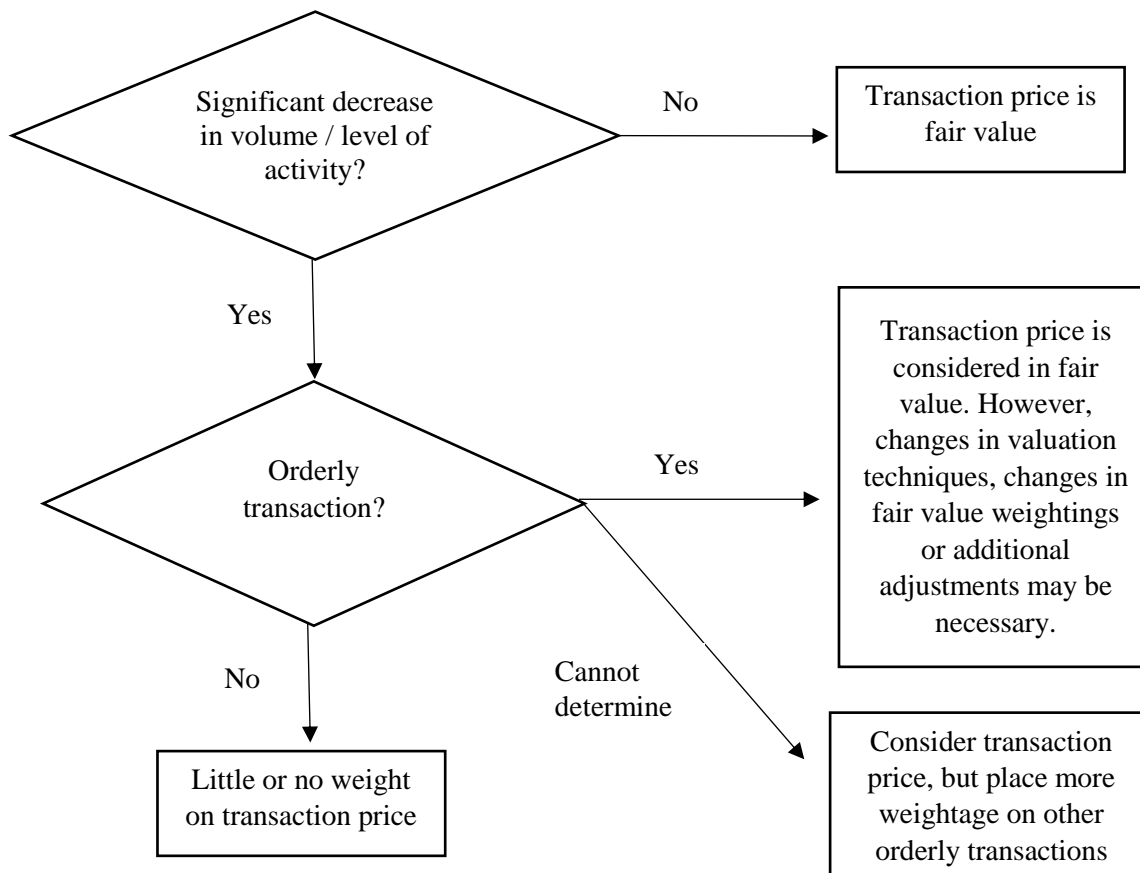 Significant decrease
in volume / level of
activity?
No
Transaction price is
fair value
Yes
Orderly
transaction?
Yes
Transaction price is
considered in fair
value. However,
changes in valuation
techniques, changes in
fair value weightings
or additional
adjustments may be
necessary.
No
Cannot
determine
Little or no weight
on transaction price
Consider transaction
price, but place more
weightage on other
orderly transactions